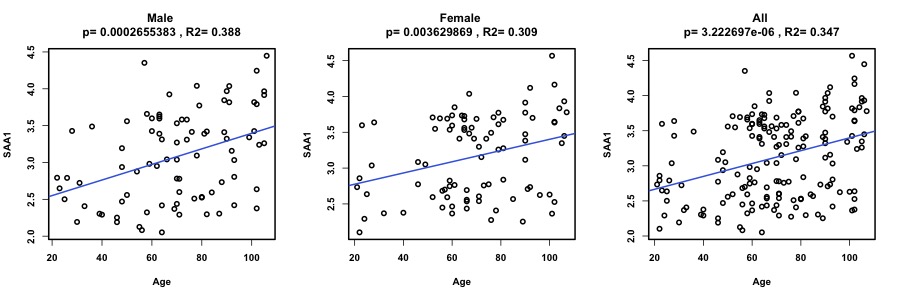 Male
p= 0.0002655383 , R2= 0.388
SAA1
4.5
4.0
3.5
3.0
2.5
2.0
20 40 60 80 100
Age
Female
p= 0.003629869 , R2= 0.309
SAA1
4.5
4.0
3.5
3.0
2.5
20 40 60 80 100
Age
All
p= 3.222697e-06 , R2= 0.347
SAA1
4.5
4.0
3.5
3.0
2.5
2.0
20 40 60 80 100
Age